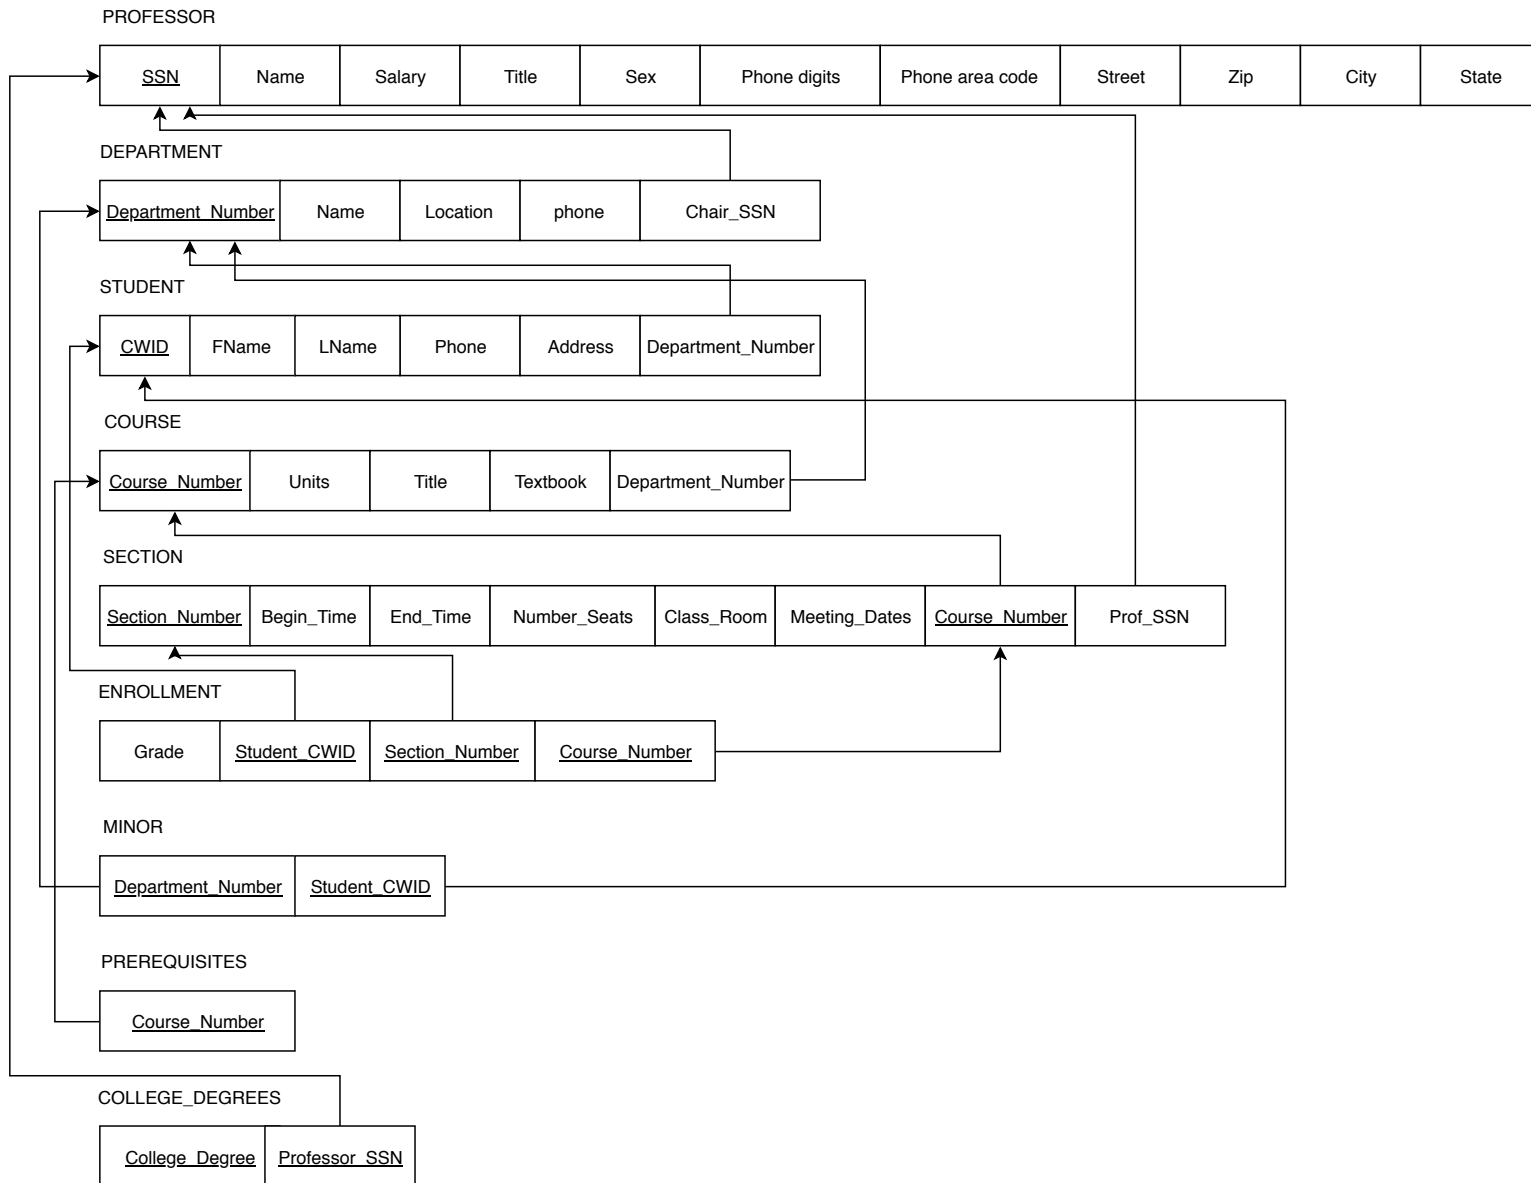 PROFESSOR
SSN Name Salary Title Sex Phone digits Phone area code Street Zip City State
DEPARTMENT
Department_Number Name Location phone Chair_SSN
STUDENT
CWID FName LName Phone Address Department_Number
COURSE
Course_Number Units Title Textbook Department_Number
SECTION
Section_Number Begin_Time End_Time Number_Seats Class_Room Meeting_Dates Course_Number Prof_SSN
ENROLLMENT
Grade Student_CWID Section_Number Course_Number
MINOR
Department_Number Student_CWID
PREREQUISITES
Course_Number
COLLEGE_DEGREES
College_Degree Professor_SSN